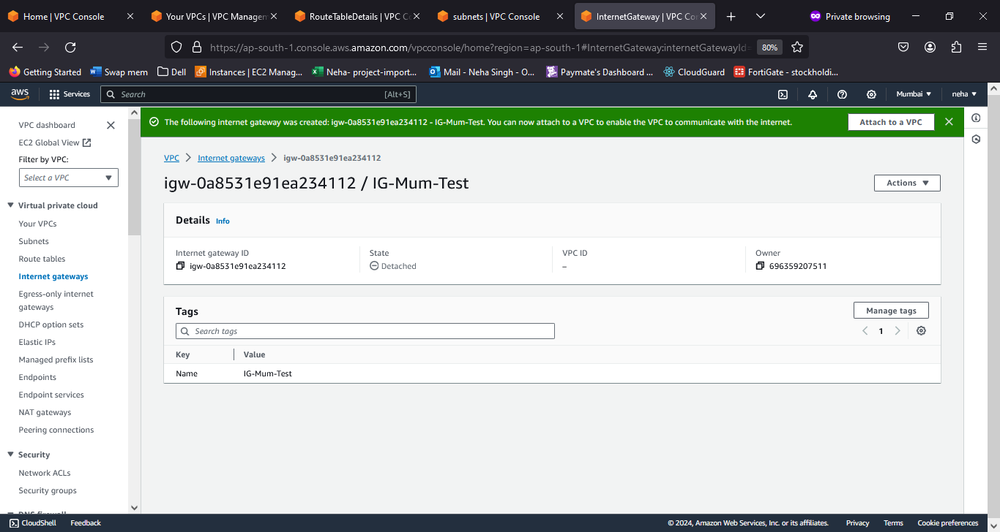 Home | VPC Console
Your VPCs | VPC Managem
RouteTableDetails | VPC Co
subnets | VPC Console
InternetGateway | VPC Con
Private browsing
https://ap-south-1.console.aws.amazon.com/vpcconsole/home?region=ap-south-1#InternetGateway:internetGatewayId=
80%
Getting Started
Swap mem
Dell
Instances | EC2 Manag...
Neha- project-import...
Mail - Neha Singh - O...
Paymate's Dashboard ...
CloudGuard
FortiGate - stockholdi...
aws
Services
Search
[Alt+S]
Mumbai
neha
VPC dashboard
EC2 Global View
Filter by VPC:
Select a VPC
Virtual private cloud
Your VPCs
Subnets
Route tables
Internet gateways
Egress-only internet
gateways
DHCP option sets
Elastic IPs
Managed prefix lists
Endpoints
Endpoint services
NAT gateways
Peering connections
Security
Network ACLs
Security groups
DNS firewall
The following internet gateway was created: igw-0a8531e91ea234112 - IG-Mum-Test. You can now attach to a VPC to enable the VPC to communicate with the internet.
Attach to a VPC
VPC > Internet gateways > igw-0a8531e91ea234112
igw-0a8531e91ea234112 / IG-Mum-Test
Actions
Details Info
Internet gateway ID
igw-0a8531e91ea234112
State
Detached
VPC ID
–
Owner
696359207511
Tags
Manage tags
Search tags
1
Key
Value
Name
IG-Mum-Test
CloudShell
Feedback
© 2024, Amazon Web Services, Inc. or its affiliates.
Privacy
Terms
Cookie preferences